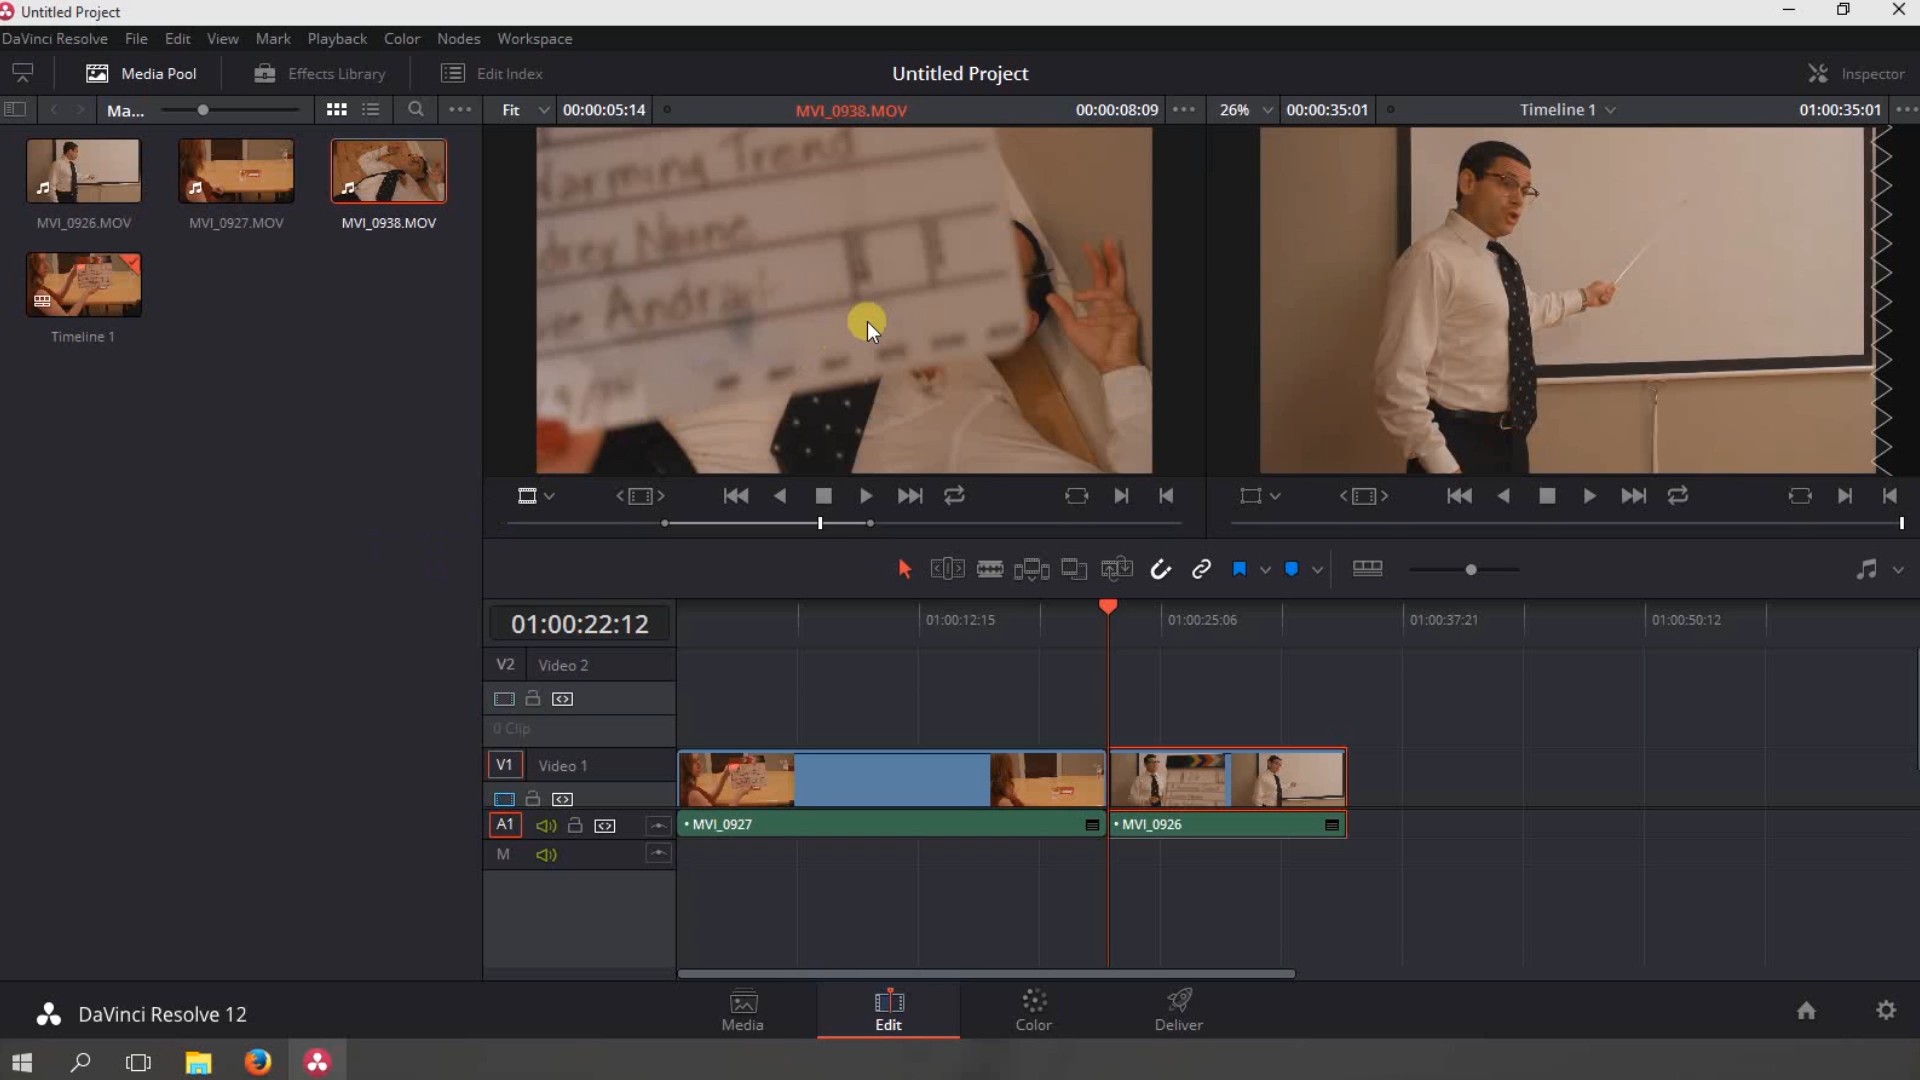 Untitled Project
DaVinci Resolve File Edit View Mark Playback Color Nodes Workspace
Media Pool Effects Library Edit Index Untitled Project Inspector
Ma... Fit 00:00:05:14 MVI_0938.MOV 00:00:08:09 26% 00:00:35:01 Timeline 1 01:00:35:01
Warming Trend
Andra
MVI_0926.MOV MVI_0927.MOV MVI_0938.MOV
Timeline 1
01:00:22:12 01:00:12:15 01:00:25:06 01:00:37:21 01:00:50:12
V2 Video 2
0 Clip
V1 Video 1
A1 • MVI_0927 • MVI_0926
M
DaVinci Resolve 12 Media Edit Color Deliver